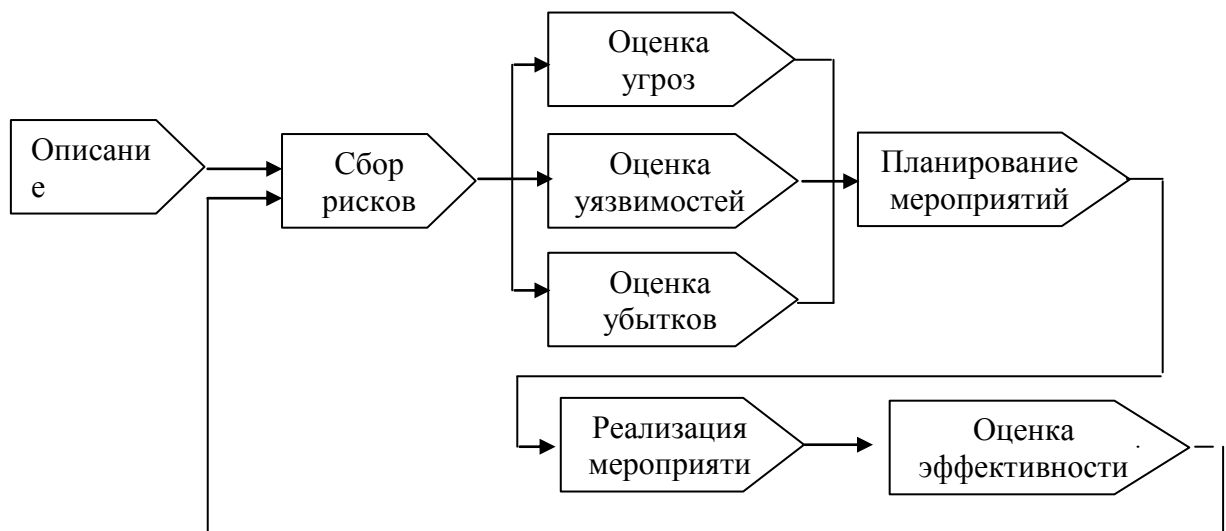 Описани
е
Сбор
рисков
Оценка
угроз
Оценка
уязвимостей
Оценка
убытков
Планирование
мероприятий
Реализация
мероприяти
Оценка
эффективности